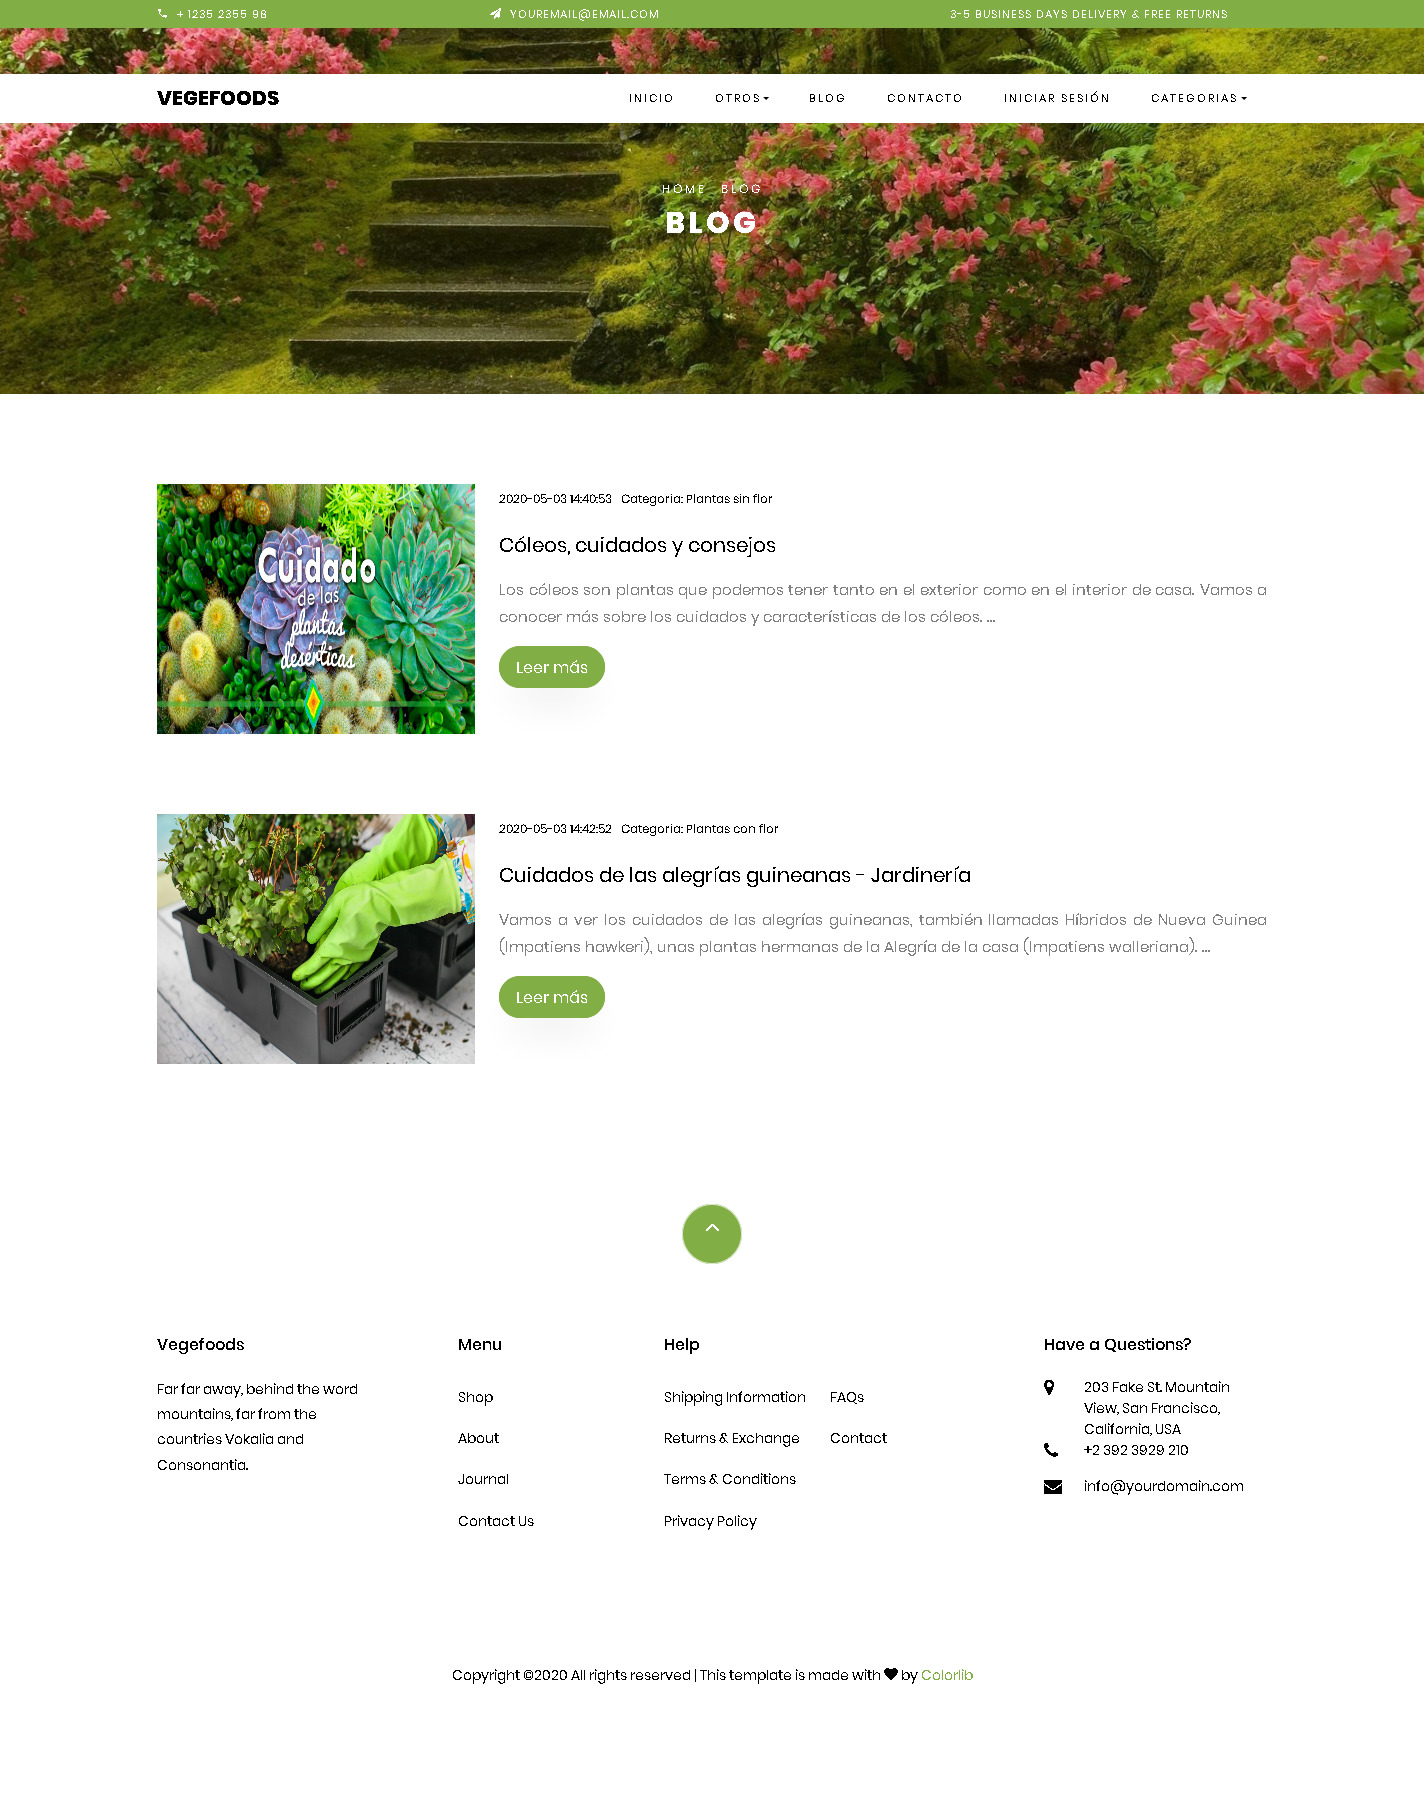 + 1235 2355 98
YOUREMAIL@EMAIL.COM
3-5 BUSINESS DAYS DELIVERY & FREE RETURNS
VEGEFOODS
INICIO
OTROS
BLOG
CONTACTO
INICIAR SESIÓN
CATEGORIAS
HOME BLOG
BLOG
Cuidado
de las
plantas
desérticas
2020-05-03 14:40:53 Categoria: Plantas sin flor
Cóleos, cuidados y consejos
Los cóleos son plantas que podemos tener tanto en el exterior como en el interior de casa. Vamos a
conocer más sobre los cuidados y características de los cóleos. ...
Leer más
2020-05-03 14:42:52 Categoria: Plantas con flor
Cuidados de las alegrías guineanas - Jardinería
Vamos a ver los cuidados de las alegrías guineanas, también llamadas Híbridos de Nueva Guinea
(Impatiens hawkeri), unas plantas hermanas de la Alegría de la casa (Impatiens walleriana). ...
Leer más
Vegefoods
Far far away, behind the word
mountains, far from the
countries Vokalia and
Consonantia.
Menu
Shop
About
Journal
Contact Us
Help
Shipping Information
Returns & Exchange
Terms & Conditions
Privacy Policy
FAQs
Contact
Have a Questions?
203 Fake St. Mountain
View, San Francisco,
California, USA
+2 392 3929 210
info@yourdomain.com
Copyright ©2020 All rights reserved | This template is made with ♥ by Colorlib